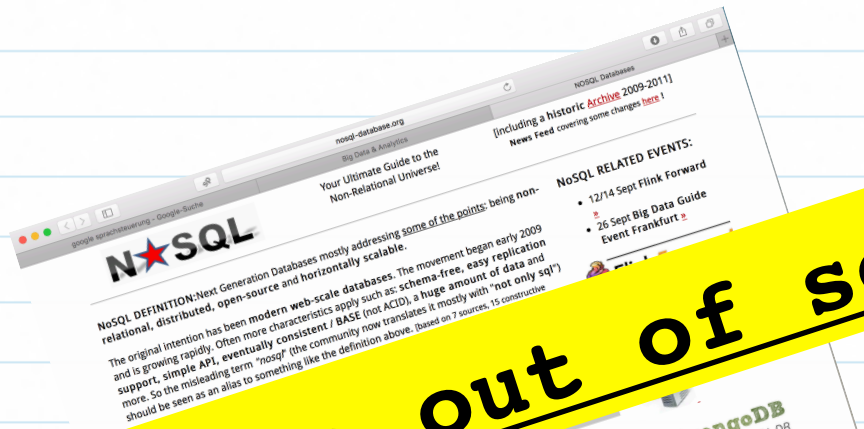 nosql-database.org
google sprachsteuerung - Google-Suche
Big Data & Analytics
NOSQL Databases
N★SQL
Your Ultimate Guide to the
Non-Relational Universe!
[including a historic Archive 2009-2011]
News Feed covering some changes here !
NoSQL DEFINITION:Next Generation Databases mostly addressing some of the points: being non-
relational, distributed, open-source and horizontally scalable.
The original intention has been modern web-scale databases. The movement began early 2009
and is growing rapidly. Often more characteristics apply such as: schema-free, easy replication
support, simple API, eventually consistent / BASE (not ACID), a huge amount of data and
more. So the misleading term "nosql" (the community now translates it mostly with "not only sql")
should be seen as an alias to something like the definition above. [based on 7 sources, 15 constructive
NoSQL RELATED EVENTS:
• 12/14 Sept Flink Forward
»
• 26 Sept Big Data Guide
Event Frankfurt »
out of